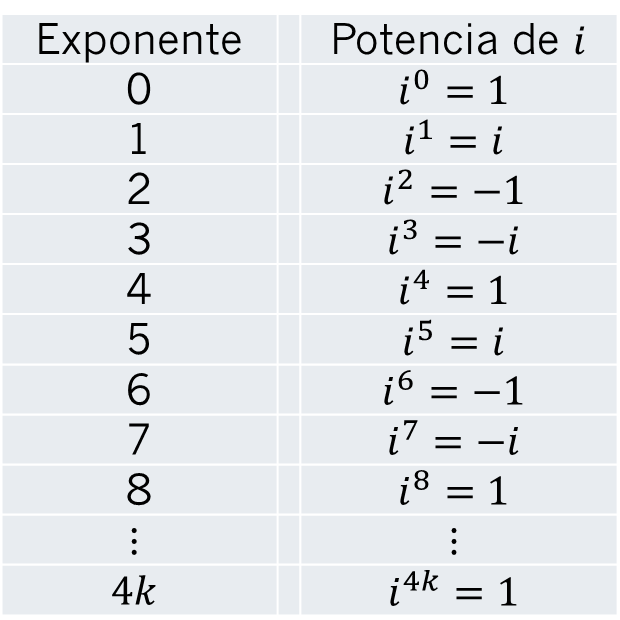 Exponente Potencia de i
0 i⁰ = 1
1 i¹ = i
2 i² = −1
3 i³ = −i
4 i⁴ = 1
5 i⁵ = i
6 i⁶ = −1
7 i⁷ = −i
8 i⁸ = 1
⋮ ⋮
4k i⁴ᵏ = 1